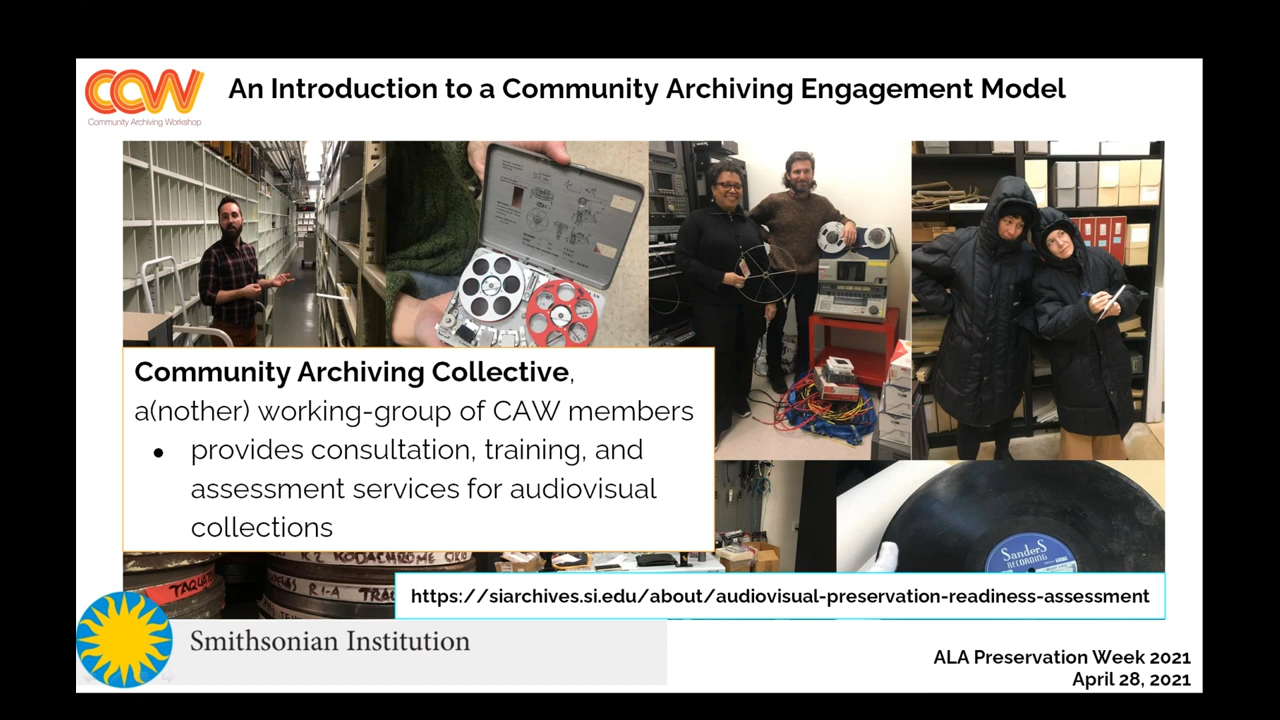 CAW
Community Archiving Workshop
An Introduction to a Community Archiving Engagement Model
Community Archiving Collective,
a(nother) working-group of CAW members
● provides consultation, training, and
assessment services for audiovisual
collections
SanderS
RECORDING
KODACHROME
R1-A
https://siarches.si.edu/about/audiovisual-preservation-readiness-assessment
Smithsonian Institution
ALA Preservation Week 2021
April 28, 2021